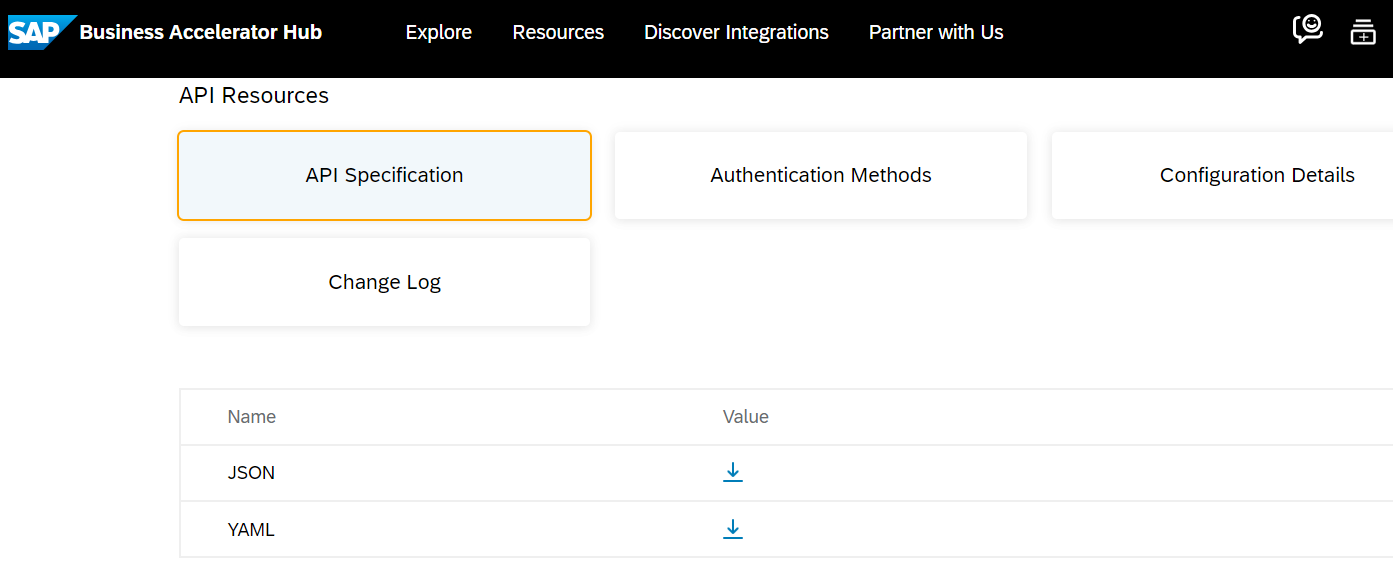 SAP Business Accelerator Hub Explore Resources Discover Integrations Partner with Us
API Resources
API Specification Authentication Methods Configuration Details
Change Log
Name Value
JSON
YAML